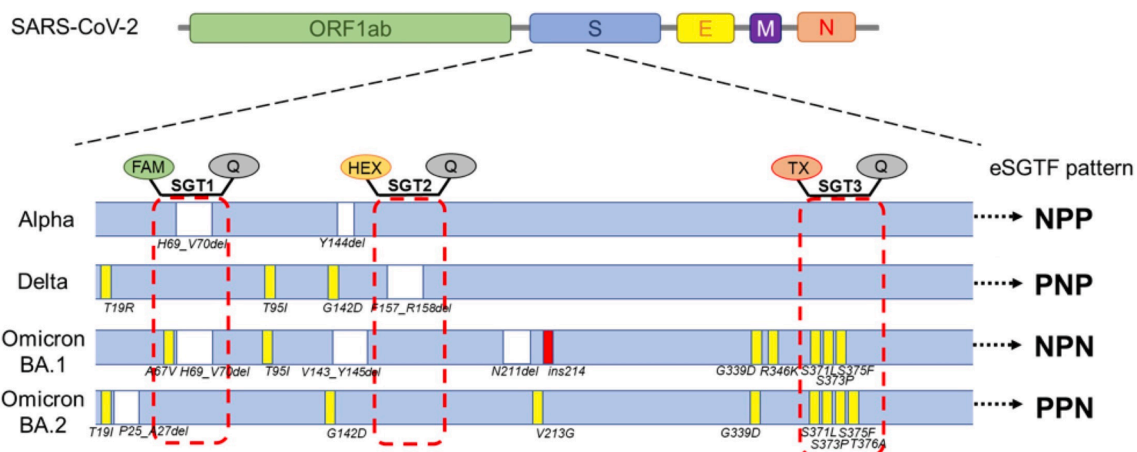 SARS-CoV-2 ORF1ab S E M N
FAM Q HEX Q TX Q eSGTF pattern
SGT1 SGT2 SGT3
Alpha NPP
H69_V70del Y144del
Delta PNP
T19R T95I G142D F157_R158del
Omicron BA.1 NPN
A67V H69_V70del T95I V143_Y145del N211del ins214 G339D R346K S371L S375F
S373P
Omicron BA.2 PPN
T19I P25_A27del G142D V213G G339D S371L S375F
S373P T376A